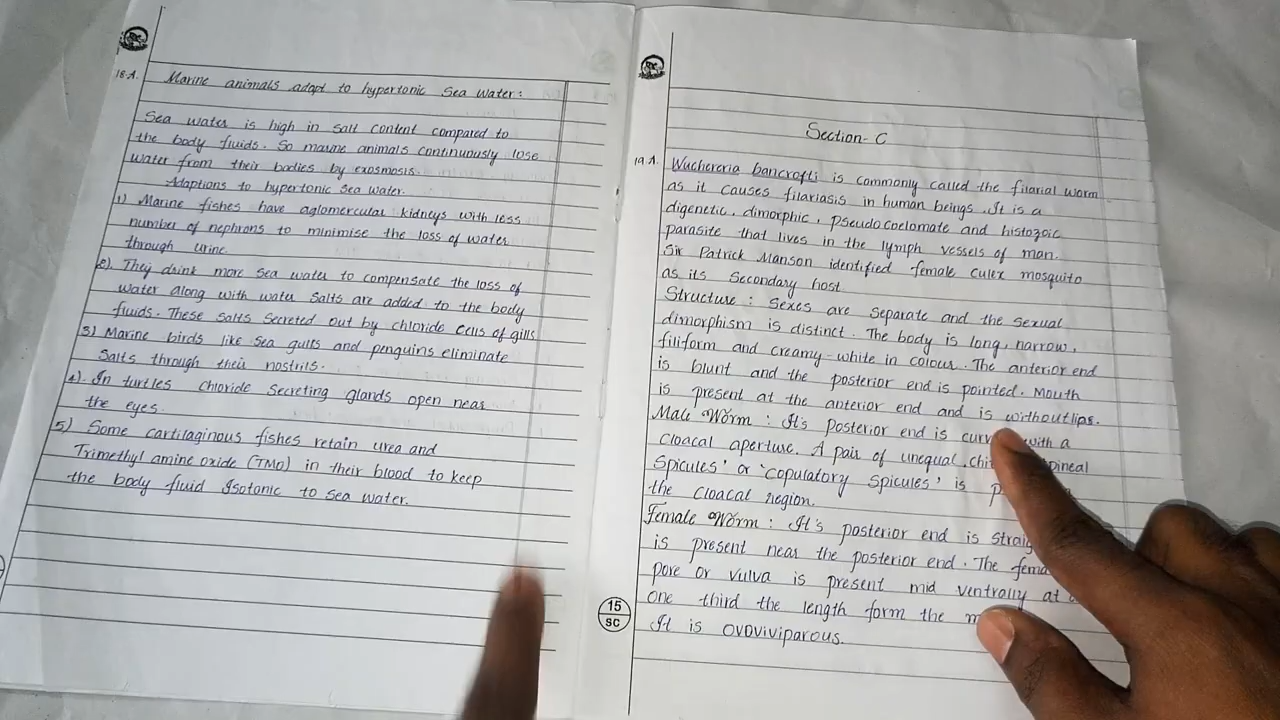 18.A. Marine animals adapt to hypertonic Sea Water:
Sea water is high in salt content compared to
the body fluids. So marine animals continuously lose
water from their bodies by exosmosis.
Adaptions to hypertonic sea water.
1) Marine fishes have aglomerular kidneys with less
number of nephrons to minimise the loss of water
through urine.
2). They drink more sea water to compensate the loss of
water along with water salts are added to the body
fluids. These salts secreted out by chloride cells of gills
3) Marine birds like sea gulls and penguins eliminate
salts through their nostrils.
4). In turtles chloride secreting glands open near
the eyes.
5) Some cartilaginous fishes retain urea and
Trimethyl amine oxide (TMO) in their blood to keep
the body fluid Isotonic to sea water.
Section- C
19 A. Wuchereria bancrofti is commonly called the filarial worm
as it causes filariasis in human beings. It is a
digenetic, dimorphic, pseudocoelomate and histozoic
parasite that lives in the lymph vessels of man.
Sir Patrick Manson identified female culex mosquito
as its Secondary host.
Structure : Sexes are separate and the sexual
dimorphism is distinct. The body is long, narrow,
filiform and creamy-white in colour. The anterior end
is blunt and the posterior end is pointed. Mouth
is present at the anterior end and is without lips.
Male Worm : It's posterior end is with a
cloacal aperture. A pair of unequal
Spicules' or 'copulatory spicules' is
the cloacal region.
Female Worm : It's posterior end is
is present near the posterior end. The
pore or vulva is present mid ventrally at
one third the length form the
It is ovoviviparous.
15
SC